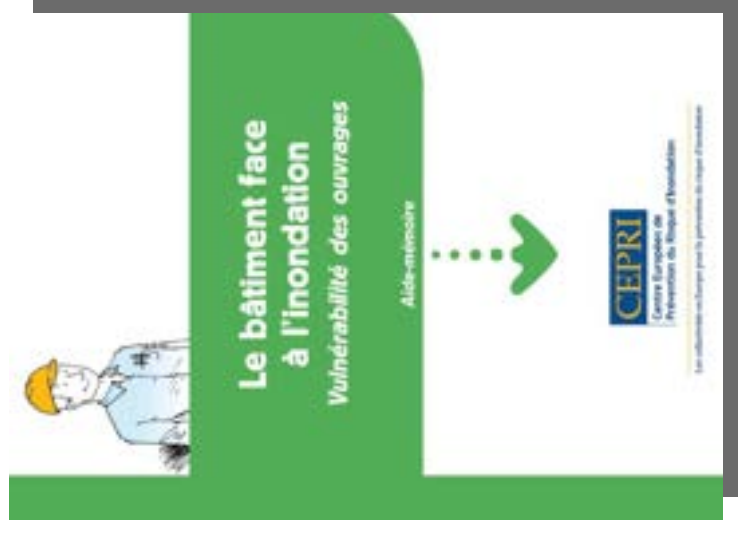 Le bâtiment face
à l'inondation
Vulnérabilité des ouvrages
Aide-mémoire
CEPRI
Centre Européen de
Prévention du Risque d'Inondation